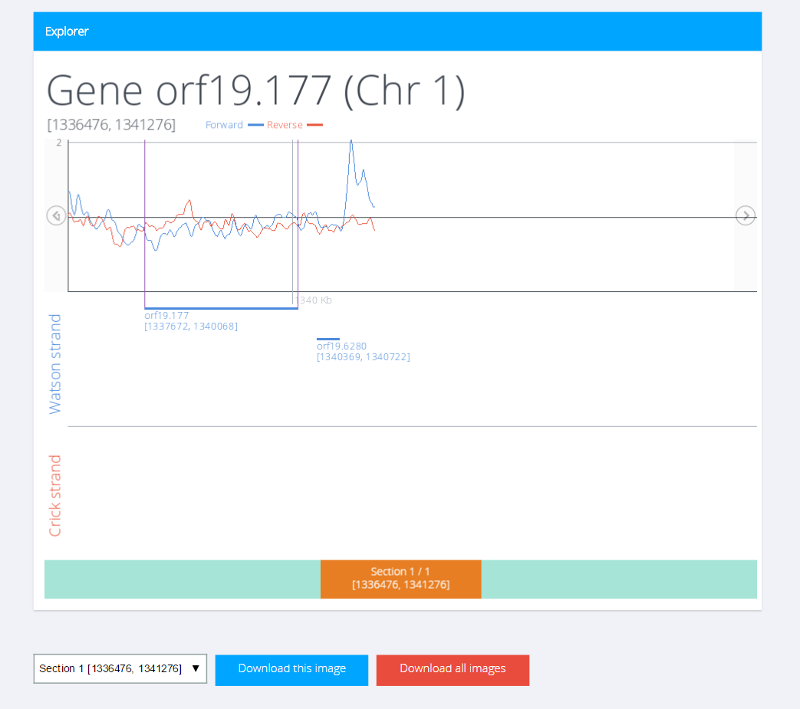 Explorer
Gene orf19.177 (Chr 1)
[1336476, 1341276]
Forward
Reverse
2
1340 Kb
orf19.177
[1337672, 1340068]
orf19.6280
[1340369, 1340722]
Watson strand
Crick strand
Section 1 / 1
[1336476, 1341276]
Section 1 [1336476, 1341276] ▼
Download this image
Download all images